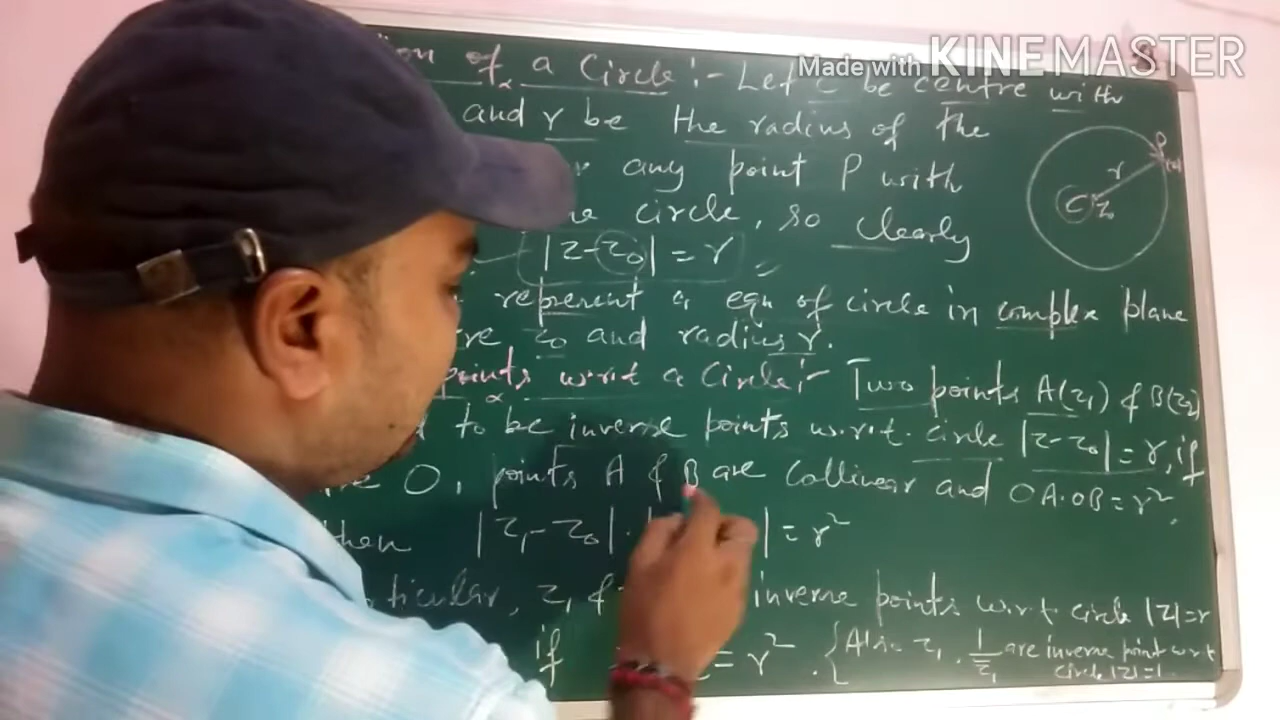 Made with KINEMASTER
ion of a Circle :- Let C be centre with
and r be the radius of the
any point P with
circle, so clearly
|z-z₀| = r
represent a eqn of circle in complex plane
z₀ and radius r.
points w.r.t a Circle :- Two points A(z₁) & B(z₂)
to be inverse points w.r.t. circle |z-z₀| = r, if
O, points A & B are collinear and OA·OB = r².
then |z₁-z₀|· | | = r²
ticular, z₁ & inverse points w.r.t circle |z|=r
if = r². {Also z₁, 1/z̄₁ are inverse point w.r.t
circle |z|=1.
P
(z)
r
C
z₀